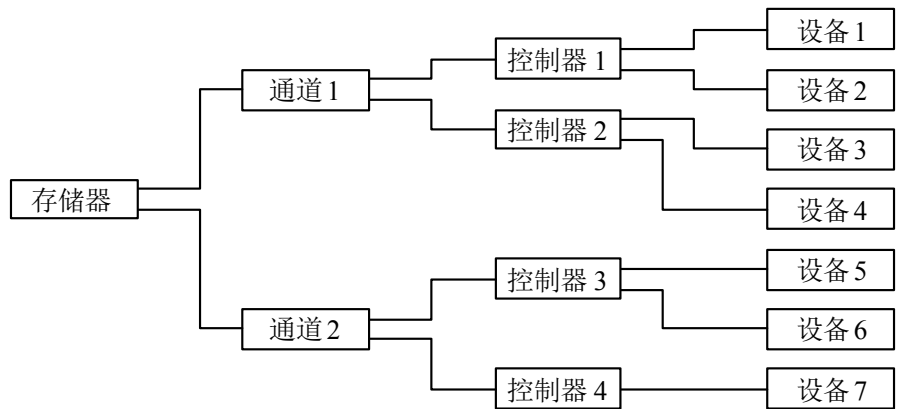 设备1
控制器1
通道1
设备2
控制器2
设备3
存储器
设备4
控制器3
设备5
通道2
设备6
控制器4
设备7